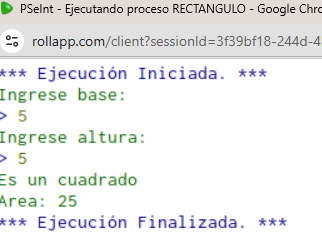 PSeInt - Ejecutando proceso RECTANGULO - Google Chro
rollapp.com/client?sessionId=3f39bf18-244d-4
*** Ejecución Iniciada. ***
Ingrese base:
> 5
Ingrese altura:
> 5
Es un cuadrado
Area: 25
*** Ejecución Finalizada. ***